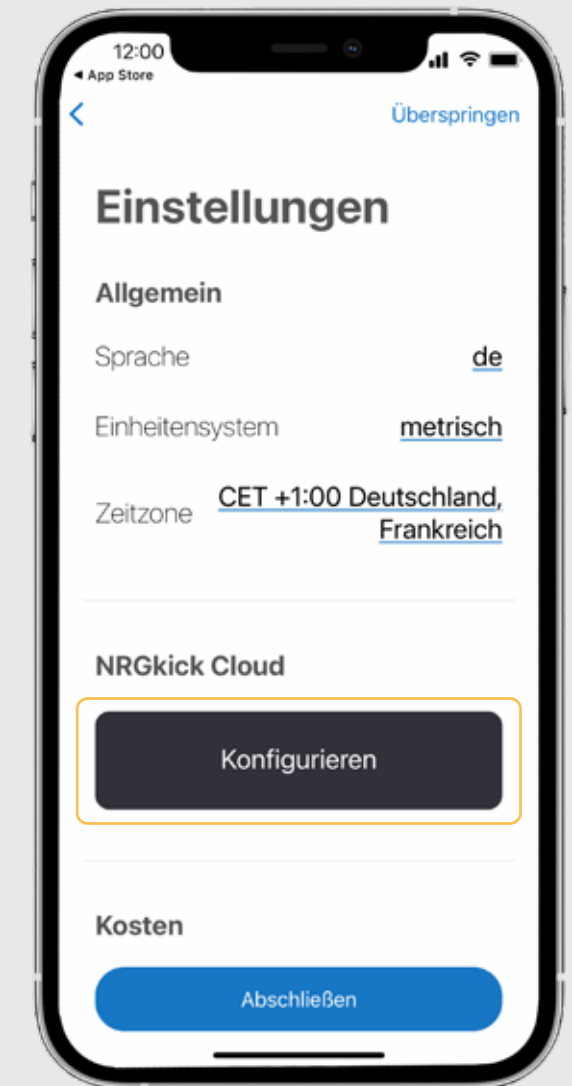 12:00
◀ App Store
Überspringen
Einstellungen
Allgemein
Sprache de
Einheitensystem metrisch
Zeitzone CET +1:00 Deutschland,
Frankreich
NRGkick Cloud
Konfigurieren
Kosten
Abschließen